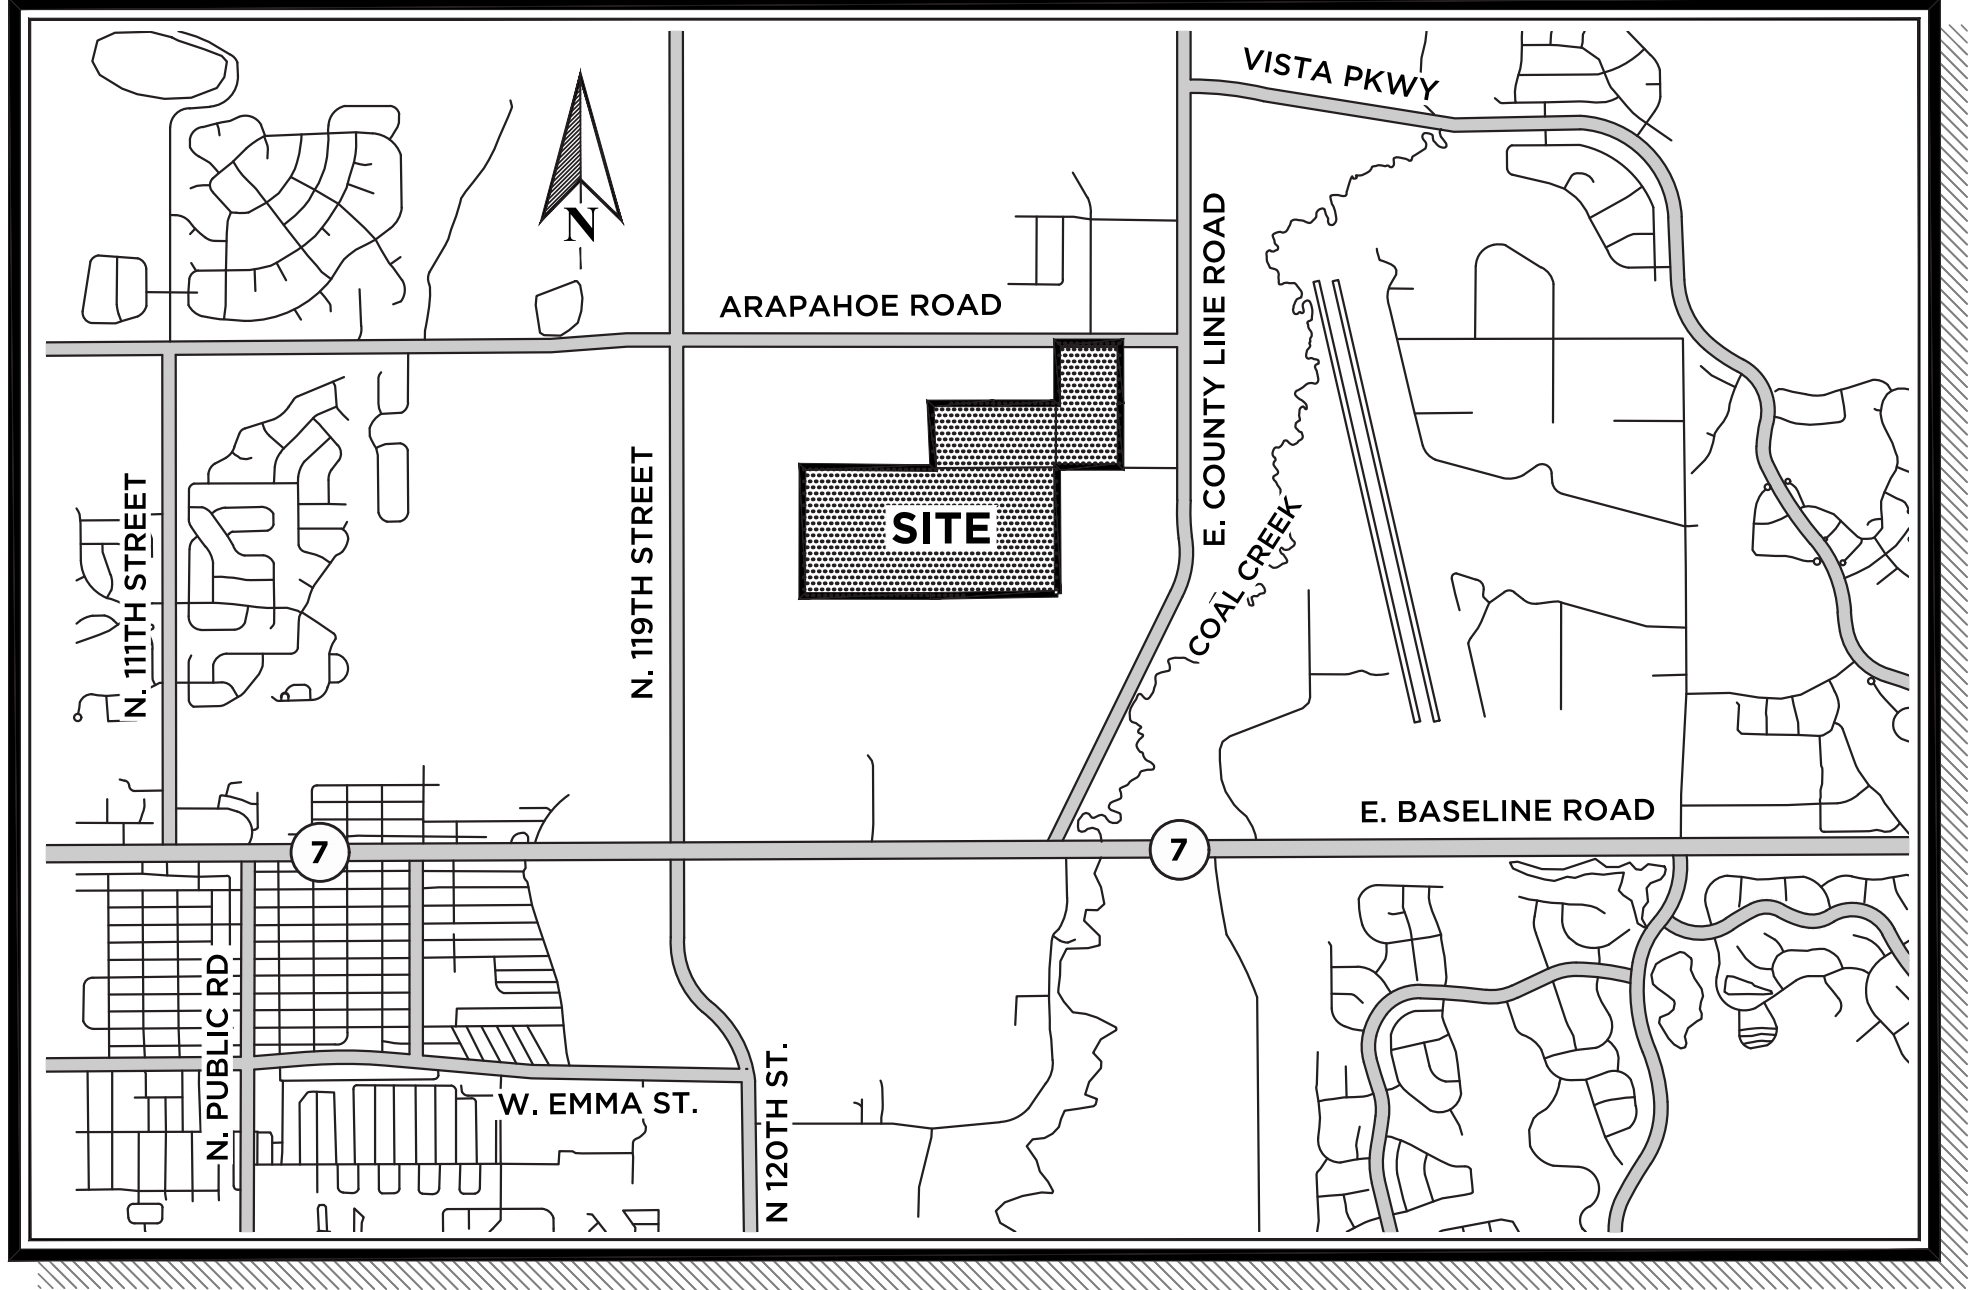 VISTA PKWY
N
ARAPAHOE ROAD
E. COUNTY LINE ROAD
N. 111TH STREET
N. 119TH STREET
SITE
COAL CREEK
E. BASELINE ROAD
7
7
N. PUBLIC RD
W. EMMA ST.
N 120TH ST.